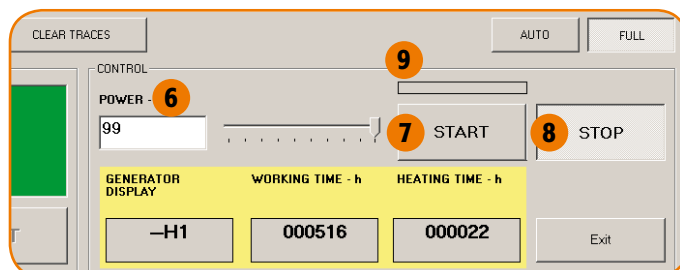 CLEAR TRACES
AUTO
FULL
CONTROL
9
POWER - 6
99
7 START
8 STOP
GENERATOR DISPLAY
WORKING TIME - h
HEATING TIME - h
–H1
000516
000022
Exit
T